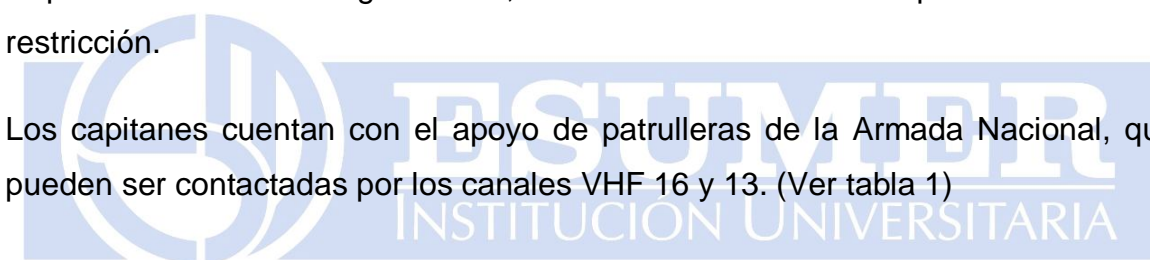 restricción.
Los capitanes cuentan con el apoyo de patrulleras de la Armada Nacional, qu
pueden ser contactadas por los canales VHF 16 y 13. (Ver tabla 1)
ESUMER
INSTITUCIÓN UNIVERSITARIA